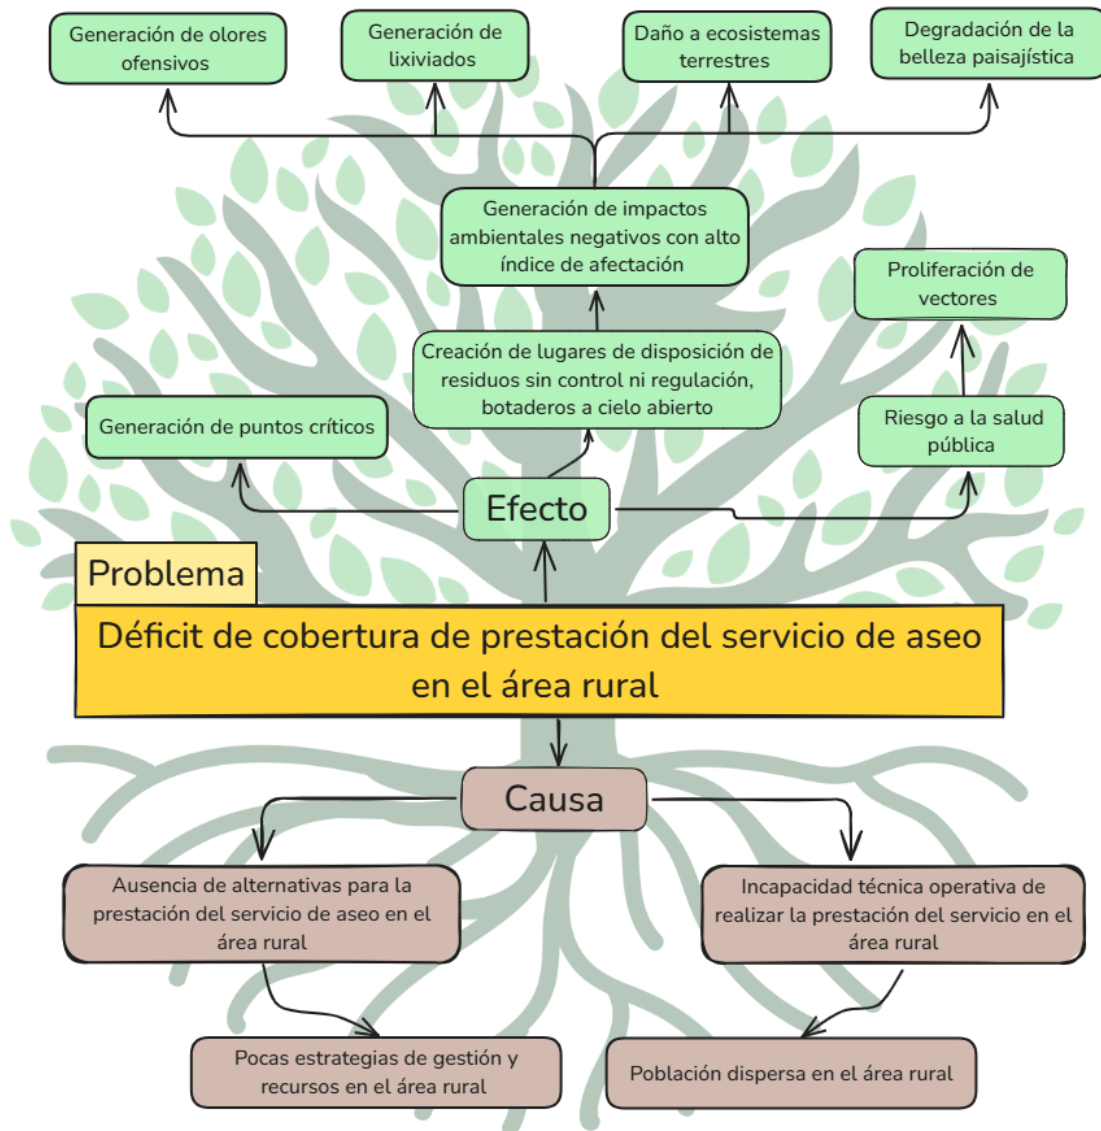 Generación de olores
ofensivos
Generación de
lixiviados
Daño a ecosistemas
terrestres
Degradación de la
belleza paisajística
Generación de impactos
ambientales negativos con alto
índice de afectación
Proliferación de
vectores
Creación de lugares de disposición de
residuos sin control ni regulación,
botaderos a cielo abierto
Generación de puntos críticos
Riesgo a la salud
pública
Efecto
Problema
Déficit de cobertura de prestación del servicio de aseo
en el área rural
Causa
Ausencia de alternativas para la
prestación del servicio de aseo en el
área rural
Incapacidad técnica operativa de
realizar la prestación del servicio en el
área rural
Pocas estrategias de gestión y
recursos en el área rural
Población dispersa en el área rural